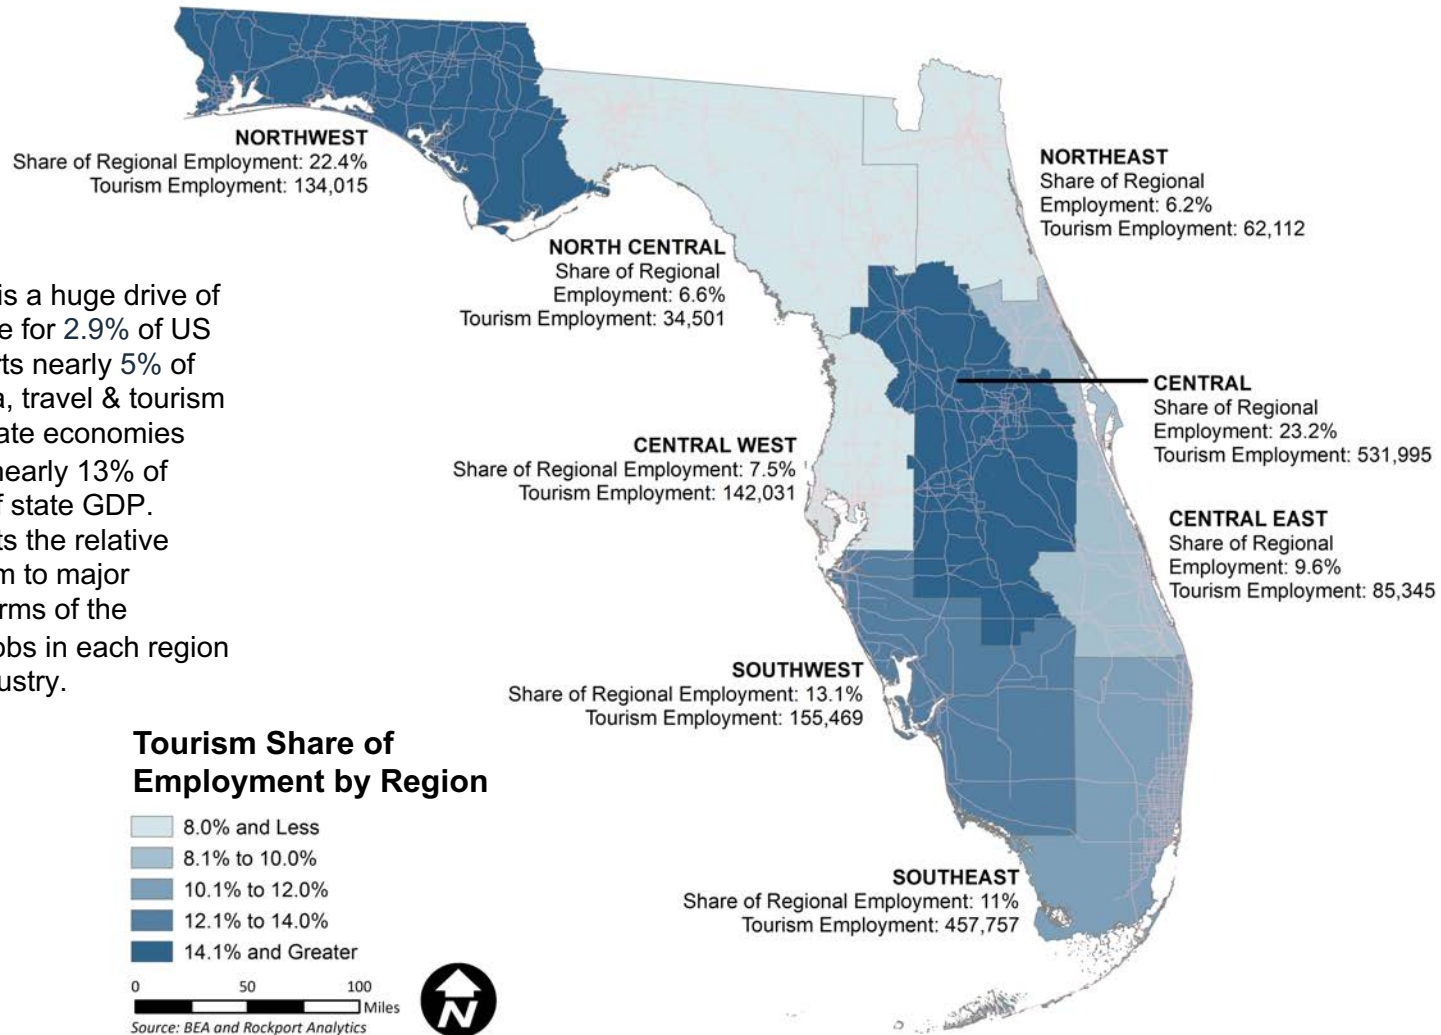 NORTHWEST
Share of Regional Employment: 22.4%
Tourism Employment: 134,015
NORTHEAST
Share of Regional
Employment: 6.2%
Tourism Employment: 62,112
NORTH CENTRAL
Share of Regional
Employment: 6.6%
Tourism Employment: 34,501
is a huge drive of
e for 2.9% of US
rts nearly 5% of
a, travel & tourism
ate economies
nearly 13% of
f state GDP.
ts the relative
m to major
rms of the
obs in each region
ustry.
CENTRAL
Share of Regional
Employment: 23.2%
Tourism Employment: 531,995
CENTRAL WEST
Share of Regional Employment: 7.5%
Tourism Employment: 142,031
CENTRAL EAST
Share of Regional
Employment: 9.6%
Tourism Employment: 85,345
SOUTHWEST
Share of Regional Employment: 13.1%
Tourism Employment: 155,469
SOUTHEAST
Share of Regional Employment: 11%
Tourism Employment: 457,757
Tourism Share of
Employment by Region
8.0% and Less
8.1% to 10.0%
10.1% to 12.0%
12.1% to 14.0%
14.1% and Greater
0 50 100
Miles
Source: BEA and Rockport Analytics
N